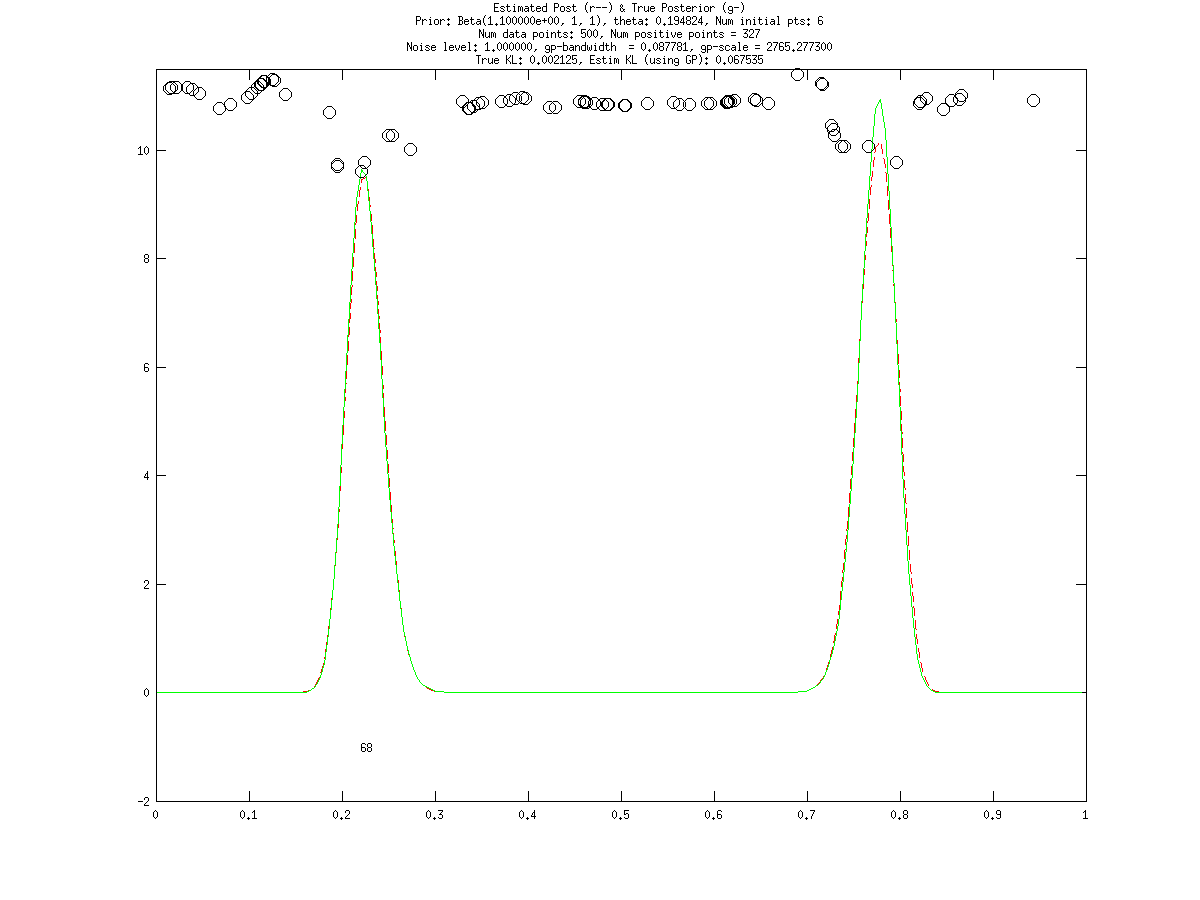 Estimated Post (r--) & True Posterior (g-)
Prior: Beta(1.100000e+00, 1, 1), theta: 0.194824, Num initial pts: 6
Num data points: 500, Num positive points = 327
Noise level: 1.000000, gp-bandwidth  = 0.087781, gp-scale = 2765.277300
True KL: 0.002125, Estim KL (using GP): 0.067535
10
8
6
4
2
0
68
-2
0 0.1 0.2 0.3 0.4 0.5 0.6 0.7 0.8 0.9 1